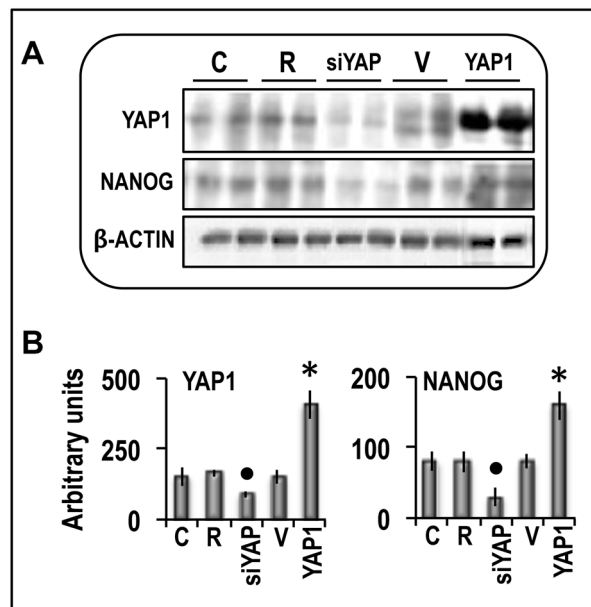 A
C R siYAP V YAP1
YAP1
NANOG
β-ACTIN
B
Arbitrary units
500
250
0
YAP1
*
●
C R siYAP V YAP1
200
100
0
NANOG
*
●
C R siYAP V YAP1